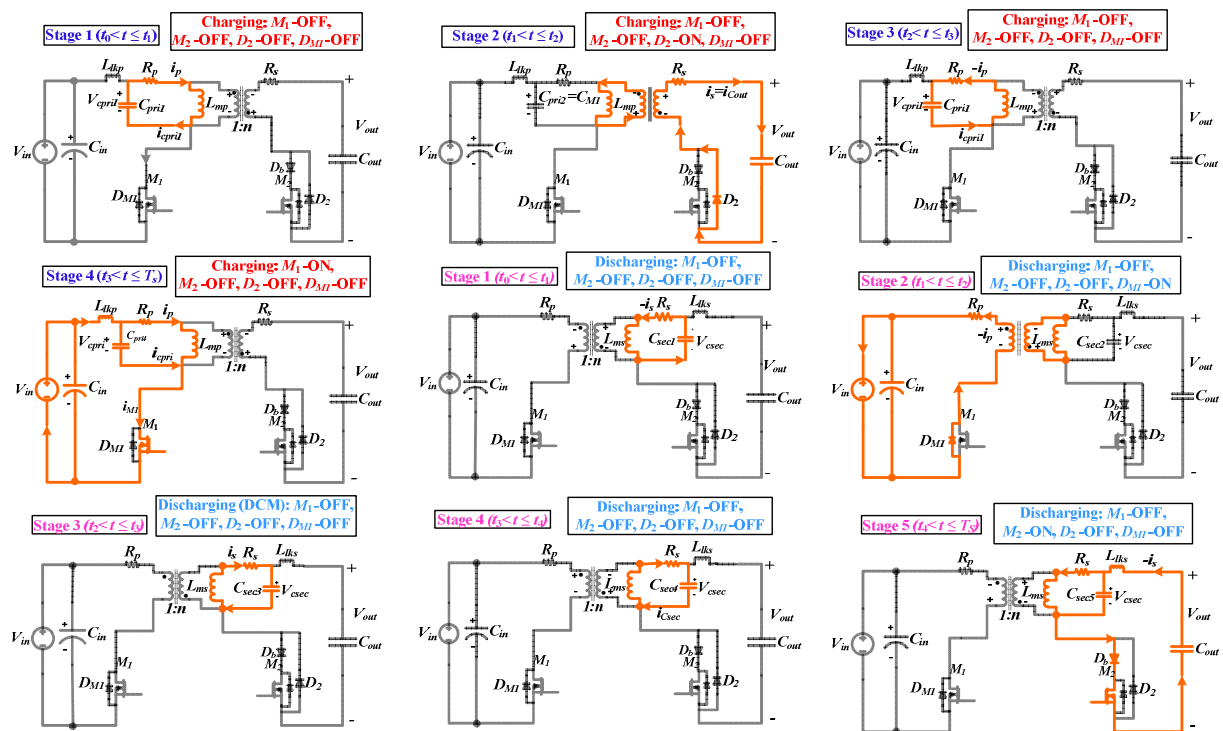 Stage 1 (t0< t ≤ t1)
Charging: M1-OFF,
M2-OFF, D2-OFF, DM1-OFF
Llkp
Rp
ip
Rs
+
Vcpri1
+
-
Cpri1
Lmp
icpri1
1:n
Vin
+
-
Cin
M1
DM1
Db
M2
D2
Vout
Cout
-
Stage 2 (t1< t ≤ t2)
Charging: M1-OFF,
M2-OFF, D2-ON, DM1-OFF
Llkp
Rp
Rs
+
Cpri2=CM1
Lmp
is=iCout
Vin
+
-
Cin
M1
DM1
Db
M2
D2
Vout
Cout
-
Stage 3 (t2< t ≤ t3)
Charging: M1-OFF,
M2-OFF, D2-OFF, DM1-OFF
Llkp
Rp
-ip
Rs
+
Vcpri1
+
-
Cpri1
Lmp
icpri1
1:n
Vin
+
-
Cin
M1
DM1
Db
M2
D2
Vout
Cout
-
Stage 4 (t3< t ≤ TS)
Charging: M1-ON,
M2-OFF, D2-OFF, DM1-OFF
Llkp
Rp
ip
Rs
+
Vcpri
+
-
Cpri
Lmp
icpri
1:n
Vin
+
-
Cin
iM1
M1
DM1
Db
M2
D2
Vout
Cout
-
Stage 1 (t0< t ≤ t1)
Discharging: M1-OFF,
M2-OFF, D2-OFF, DM1-OFF
Rp
-is
Rs
Llks
+
Lms
Csec1
Vcsec
1:n
Vin
+
-
Cin
M1
DM1
Db
M2
D2
Vout
Cout
-
Stage 2 (t1< t ≤ t2)
Discharging: M1-OFF,
M2-OFF, D2-OFF, DM1-ON
Rp
-ip
Rs
Llks
+
Lms
Csec2
Vcsec
1:n
Vin
+
-
Cin
M1
DM1
Db
M2
D2
Vout
Cout
-
Stage 3 (t2< t ≤ t3)
Discharging (DCM): M1-OFF,
M2-OFF, D2-OFF, DM1-OFF
Rp
is
Rs
Llks
+
Lms
Csec3
Vcsec
1:n
Vin
+
-
Cin
M1
DM1
Db
M2
D2
Vout
Cout
-
Stage 4 (t3< t ≤ t4)
Discharging: M1-OFF,
M2-OFF, D2-OFF, DM1-OFF
Rp
Rs
Llks
+
Lms
Csec4
Vcsec
iCsec
1:n
Vin
+
-
Cin
M1
DM1
Db
M2
D2
Vout
Cout
-
Stage 5 (t4< t ≤ TS)
Discharging: M1-OFF,
M2-ON, D2-OFF, DM1-OFF
Rp
Rs
Llks
-is
+
Lms
Csec5
Vcsec
1:n
Vin
+
-
Cin
M1
DM1
Db
M2
D2
Vout
Cout
-